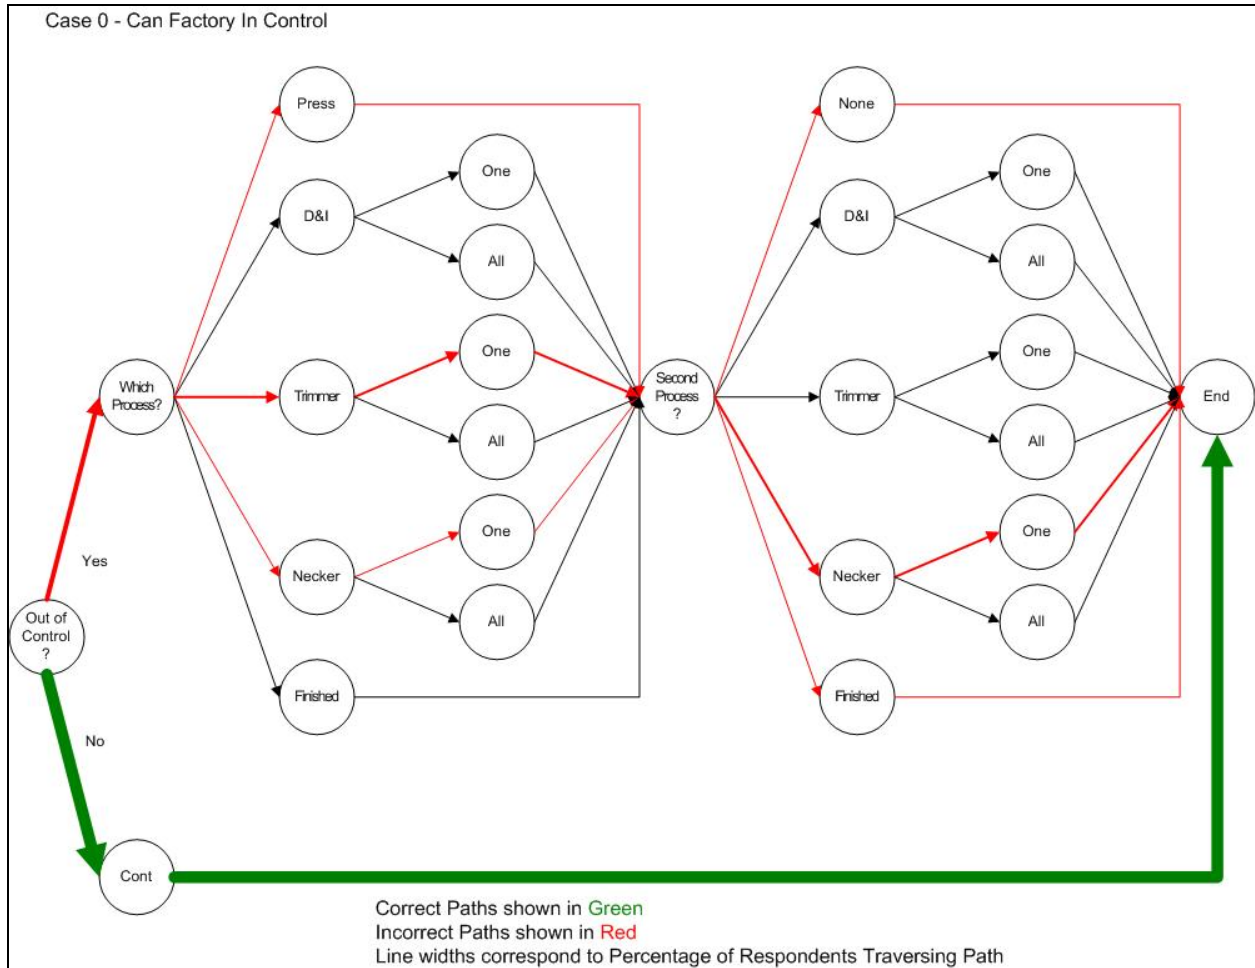 Case 0 - Can Factory In Control
Press
None
One
One
D&I
D&I
All
All
One
One
Which
Process?
Trimmer
Second
Process
?
Trimmer
End
All
All
One
One
Yes
Necker
Necker
All
All
Out of
Control
?
Finished
Finished
No
Cont
Correct Paths shown in Green
Incorrect Paths shown in Red
Line widths correspond to Percentage of Respondents Traversing Path